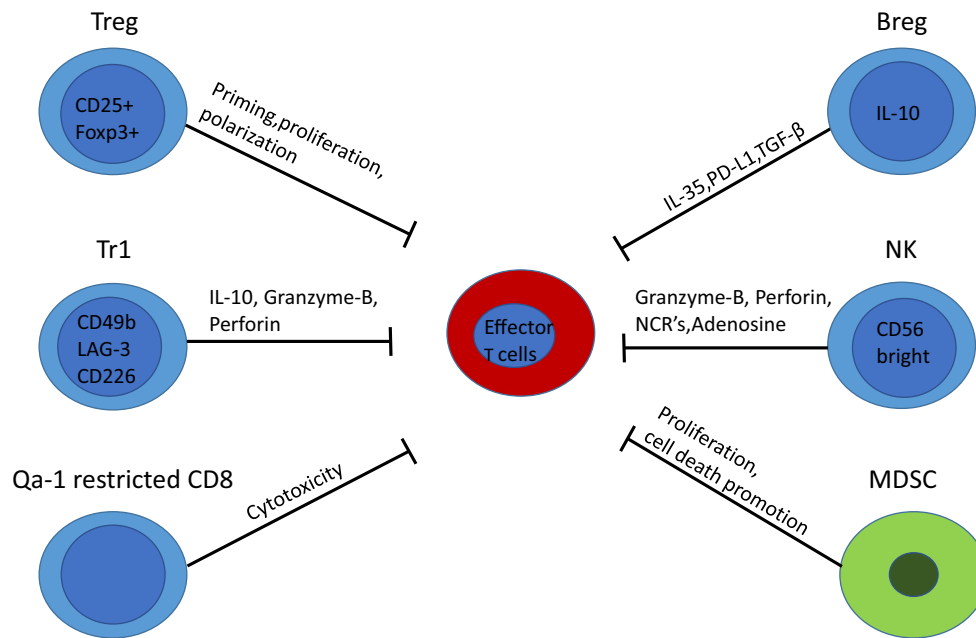 Treg
CD25+
Foxp3+
Priming,proliferation,
polarization
Breg
IL-10
IL-35,PD-L1,TGF-β
Tr1
CD49b
LAG-3
CD226
IL-10, Granzyme-B,
Perforin
Effector
T cells
NK
CD56
bright
Granzyme-B, Perforin,
NCR's,Adenosine
Qa-1 restricted CD8
Cytotoxicity
MDSC
Proliferation,
cell death promotion